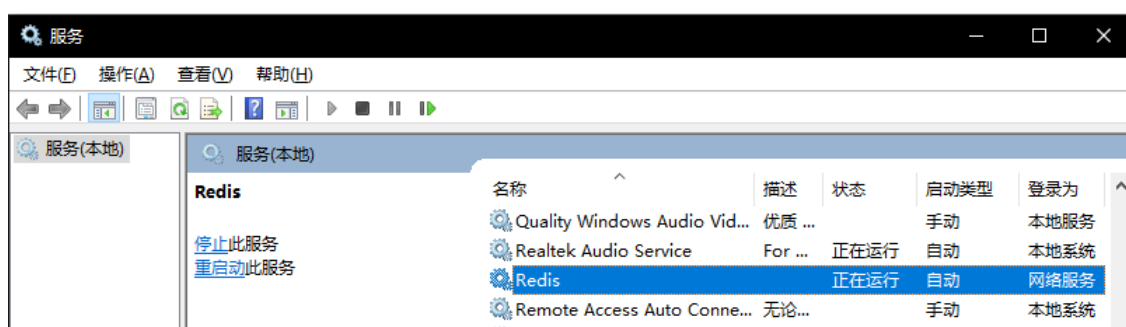 服务
文件(F) 操作(A) 查看(V) 帮助(H)
服务(本地)
服务(本地)
Redis
停止此服务
重启动此服务
名称 描述 状态 启动类型 登录为
Quality Windows Audio Vid... 优质 ... 手动 本地服务
Realtek Audio Service For ... 正在运行 自动 本地系统
Redis 正在运行 自动 网络服务
Remote Access Auto Conne... 无论... 手动 本地系统